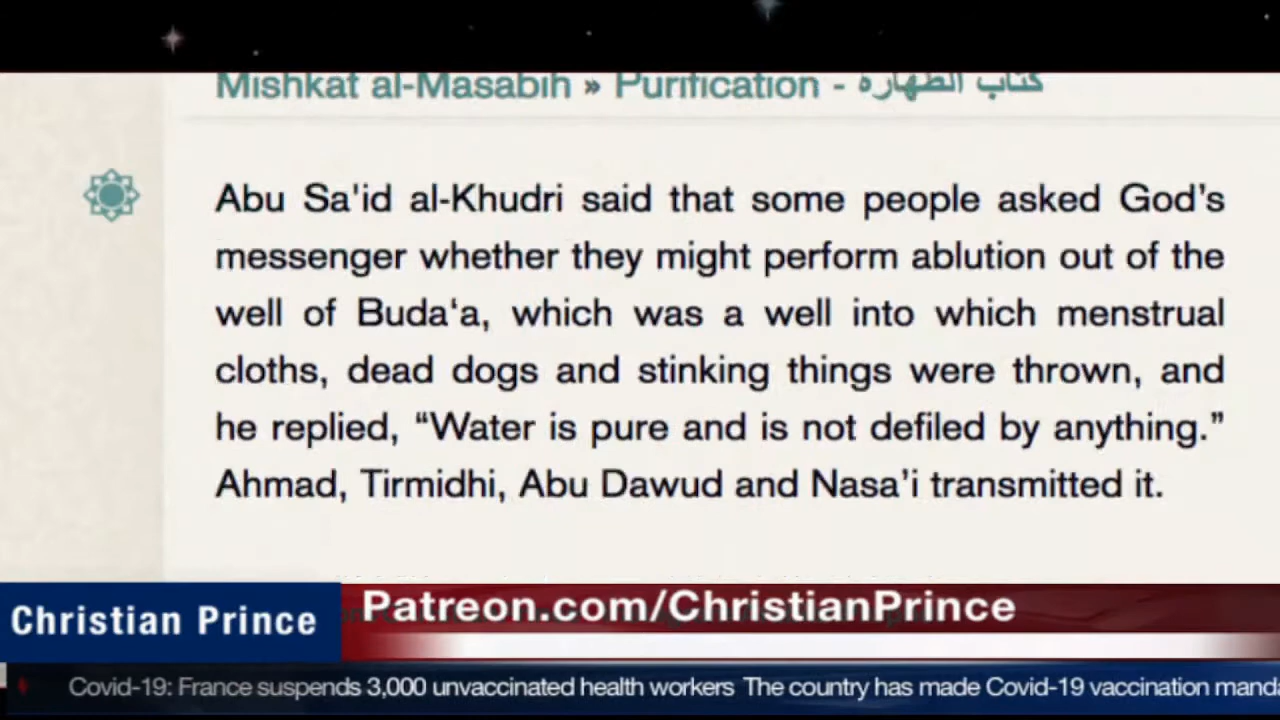 Mishkat al-Masabih » Purification - كتاب الطهارة
Abu Sa'id al-Khudri said that some people asked God's
messenger whether they might perform ablution out of the
well of Buda‘a, which was a well into which menstrual
cloths, dead dogs and stinking things were thrown, and
he replied, “Water is pure and is not defiled by anything.”
Ahmad, Tirmidhi, Abu Dawud and Nasa’i transmitted it.
Christian Prince
Patreon.com/ChristianPrince
Covid-19: France suspends 3,000 unvaccinated health workers The country has made Covid-19 vaccination manda